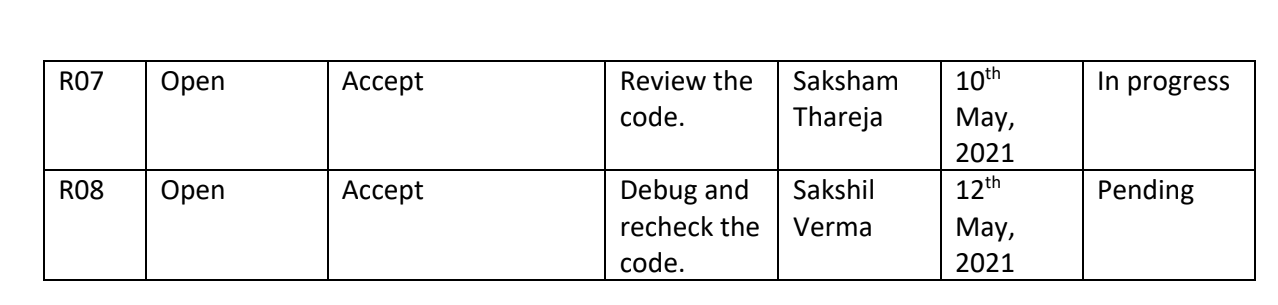 R07 Open Accept Review the Saksham 10th In progress
code. Thareja May,
2021
R08 Open Accept Debug and Sakshil 12th Pending
recheck the Verma May,
code. 2021